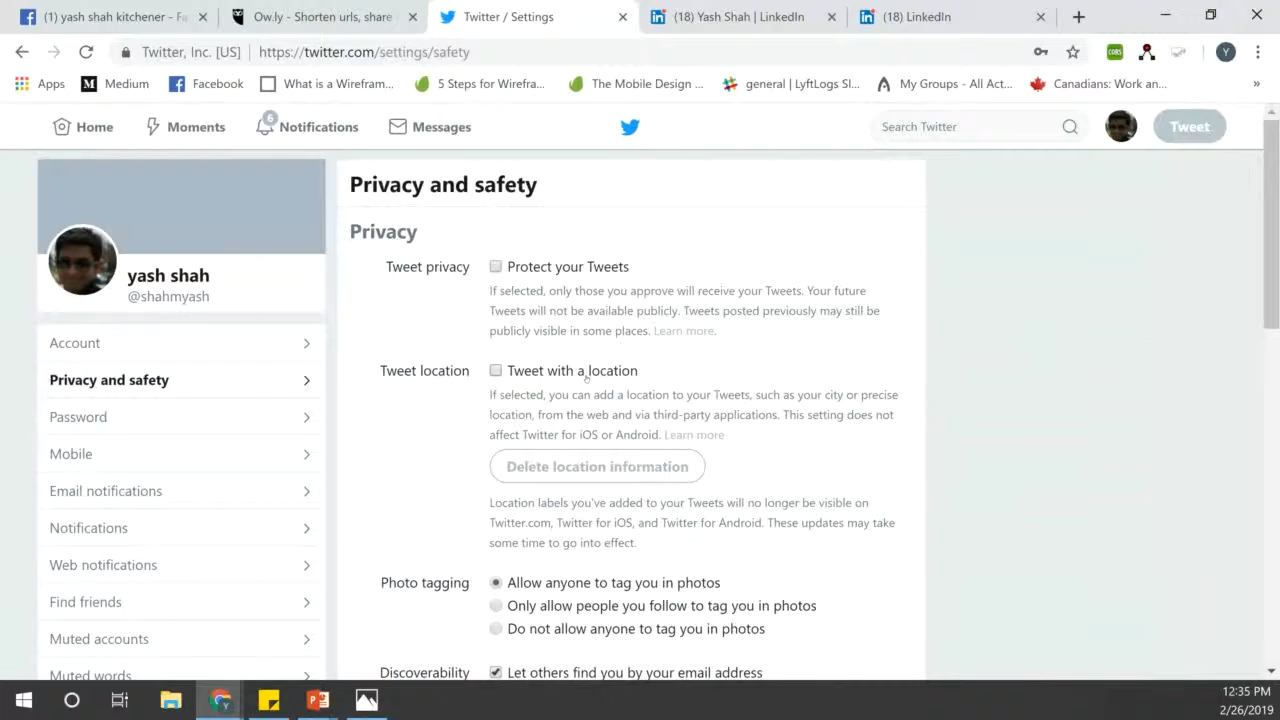 yash shah kitchener - Fa
Ow.ly - Shorten urls, share
Twitter / Settings
(18) Yash Shah | LinkedIn
(18) LinkedIn
Twitter, Inc. [US]
https://twitter.com/settings/safety
Y
Apps
Medium
Facebook
What is a Wirefram...
5 Steps for Wirefra...
The Mobile Design ...
general | LyftLogs Sl...
My Groups - All Act...
Canadians: Work an...
»
Home
6
Moments
Notifications
Messages
Search Twitter
Tweet
yash shah
@shahmyash
Account
Privacy and safety
Password
Mobile
Email notifications
Notifications
Web notifications
Find friends
Muted accounts
Muted words
Privacy and safety
Privacy
Tweet privacy
Protect your Tweets
If selected, only those you approve will receive your Tweets. Your future
Tweets will not be available publicly. Tweets posted previously may still be
publicly visible in some places. Learn more.
Tweet location
Tweet with a location
If selected, you can add a location to your Tweets, such as your city or precise
location, from the web and via third-party applications. This setting does not
affect Twitter for iOS or Android. Learn more
Delete location information
Location labels you've added to your Tweets will no longer be visible on
Twitter.com, Twitter for iOS, and Twitter for Android. These updates may take
some time to go into effect.
Photo tagging
Allow anyone to tag you in photos
Only allow people you follow to tag you in photos
Do not allow anyone to tag you in photos
Discoverability
Let others find you by your email address
12:35 PM
2/26/2019